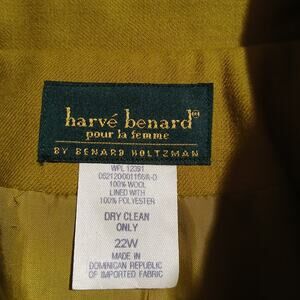 harvé benard®
pour la femme
BY BENARD HOLTZMAN
WPL 12391
100% WOOL
LINED WITH
100% POLYESTER
DRY CLEAN
ONLY
22W
MADE IN
DOMINICAN REPUBLIC
OF IMPORTED FABRIC